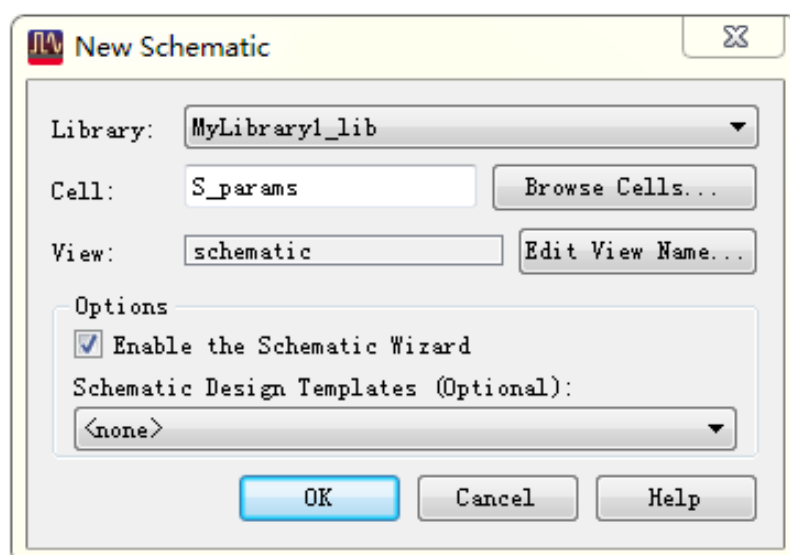 New Schematic
Library: MyLibrary1_lib
Cell: S_params Browse Cells...
View: schematic Edit View Name...
Options
Enable the Schematic Wizard
Schematic Design Templates (Optional):
<none>
OK Cancel Help